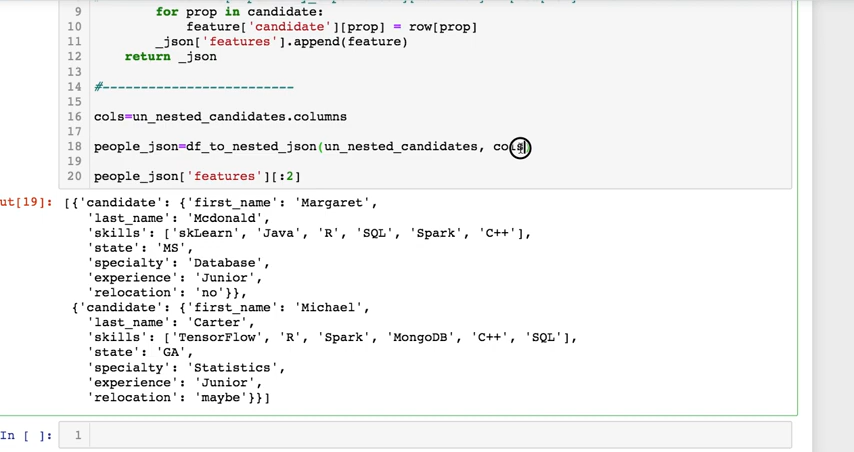 9 for prop in candidate:
10 feature['candidate'][prop] = row[prop]
11 _json['features'].append(feature)
12 return _json
13
14 #--------------------------
15
16 cols=un_nested_candidates.columns
17
18 people_json=df_to_nested_json(un_nested_candidates, cols)
19
20 people_json['features'][:2]
ut[19]: [{'candidate': {'first_name': 'Margaret',
'last_name': 'Mcdonald',
'skills': ['skLearn', 'Java', 'R', 'SQL', 'Spark', 'C++'],
'state': 'MS',
'specialty': 'Database',
'experience': 'Junior',
'relocation': 'no'}},
{'candidate': {'first_name': 'Michael',
'last_name': 'Carter',
'skills': ['TensorFlow', 'R', 'Spark', 'MongoDB', 'C++', 'SQL'],
'state': 'GA',
'specialty': 'Statistics',
'experience': 'Junior',
'relocation': 'maybe'}}]
In [ ]: 1